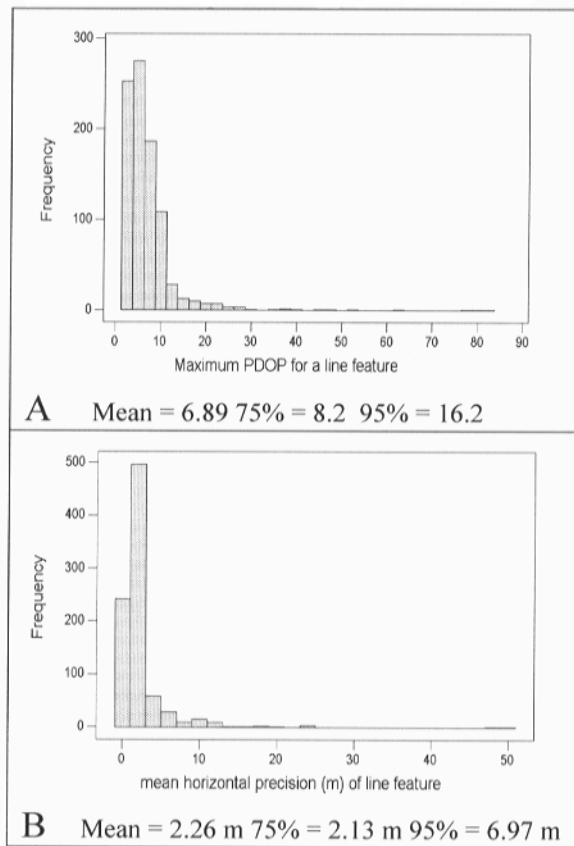 300
200
100
0
Frequency
0 10 20 30 40 50 60 70 80 90
Maximum PDOP for a line feature
A Mean = 6.89 75% = 8.2 95% = 16.2
500
400
300
200
100
0
Frequency
0 10 20 30 40 50
mean horizontal precision (m) of line feature
B Mean = 2.26 m 75% = 2.13 m 95% = 6.97 m